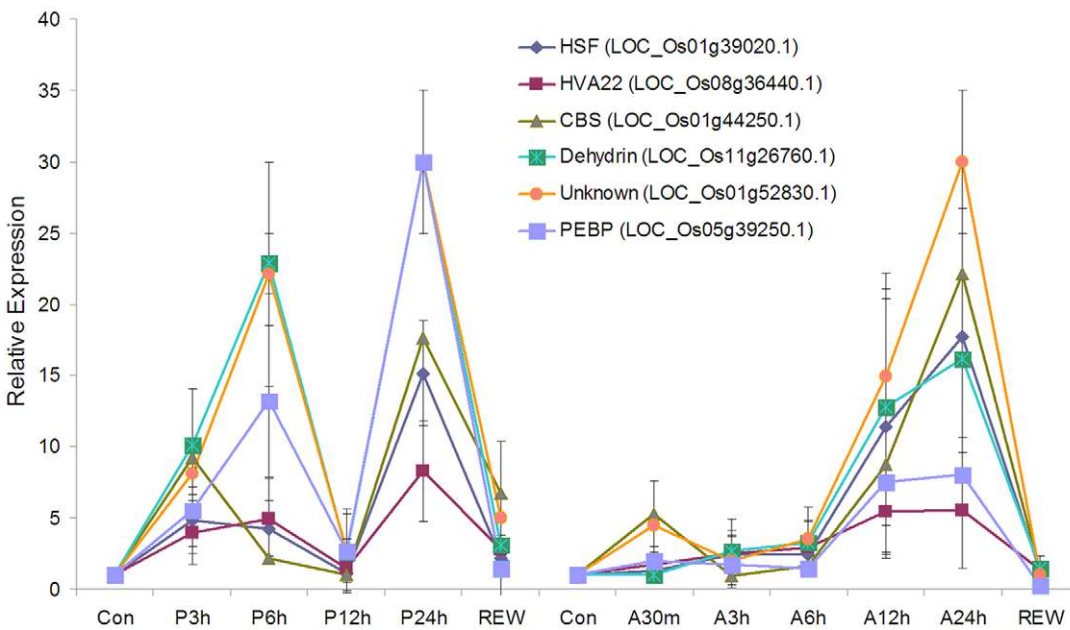 40
35
30
25
20
15
10
5
0
Relative Expression
HSF (LOC_Os01g39020.1)
HVA22 (LOC_Os08g36440.1)
CBS (LOC_Os01g44250.1)
Dehydrin (LOC_Os11g26760.1)
Unknown (LOC_Os01g52830.1)
PEBP (LOC_Os05g39250.1)
Con P3h P6h P12h P24h REW Con A30m A3h A6h A12h A24h REW